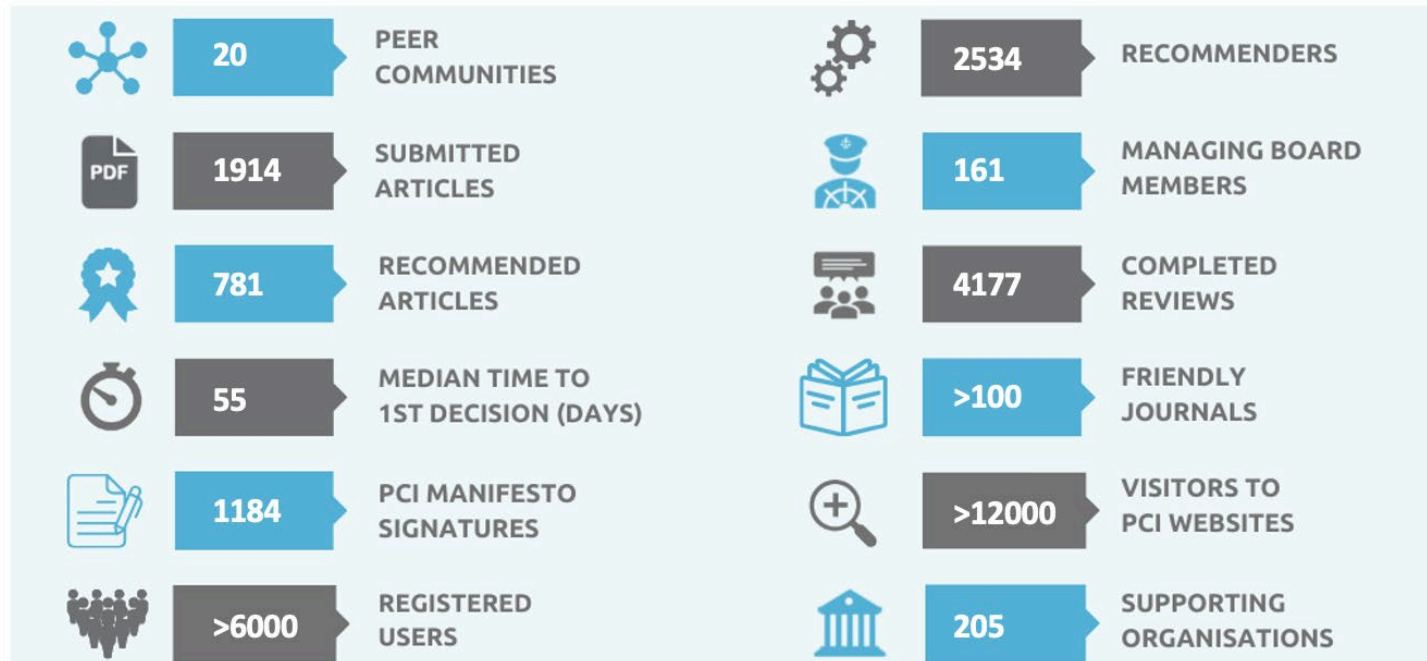 20
PEER
COMMUNITIES
PDF
1914
SUBMITTED
ARTICLES
781
RECOMMENDED
ARTICLES
55
MEDIAN TIME TO
1ST DECISION (DAYS)
1184
PCI MANIFESTO
SIGNATURES
>6000
REGISTERED
USERS
2534
RECOMMENDERS
161
MANAGING BOARD
MEMBERS
4177
COMPLETED
REVIEWS
>100
FRIENDLY
JOURNALS
>12000
VISITORS TO
PCI WEBSITES
205
SUPPORTING
ORGANISATIONS